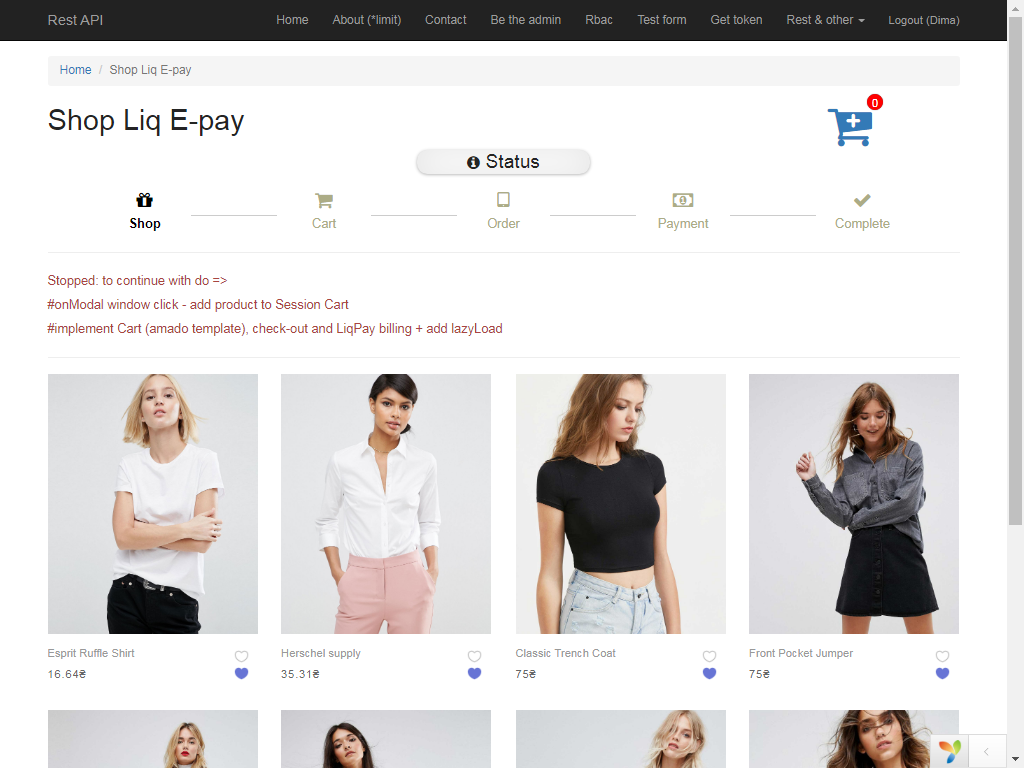 Rest API
Home
About (*limit)
Contact
Be the admin
Rbac
Test form
Get token
Rest & other
Logout (Dima)
Home / Shop Liq E-pay
Shop Liq E-pay
0
Status
Shop
Cart
Order
Payment
Complete
Stopped: to continue with do =>
#onModal window click - add product to Session Cart
#implement Cart (amado template), check-out and LiqPay billing + add lazyLoad
Esprit Ruffle Shirt
16.64₴
Herschel supply
35.31₴
Classic Trench Coat
75₴
Front Pocket Jumper
75₴